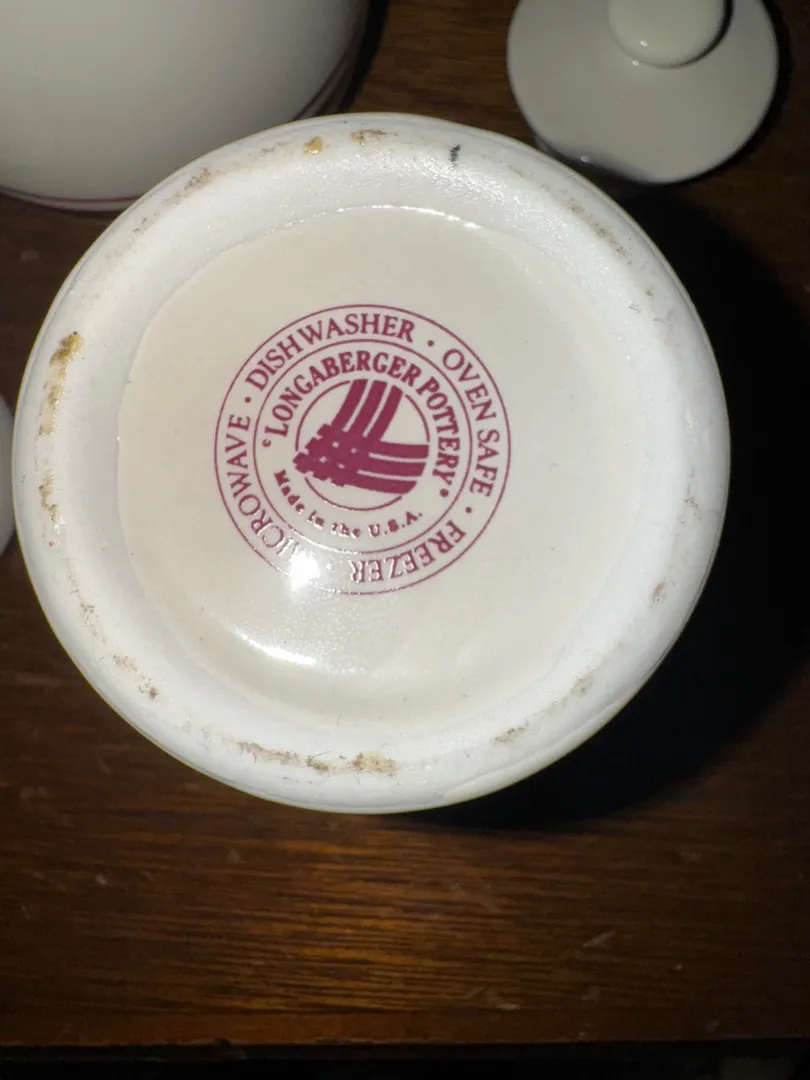 MICROWAVE · DISHWASHER · OVEN SAFE · FREEZER
LONGABERGER POTTERY®
Made in the U.S.A.